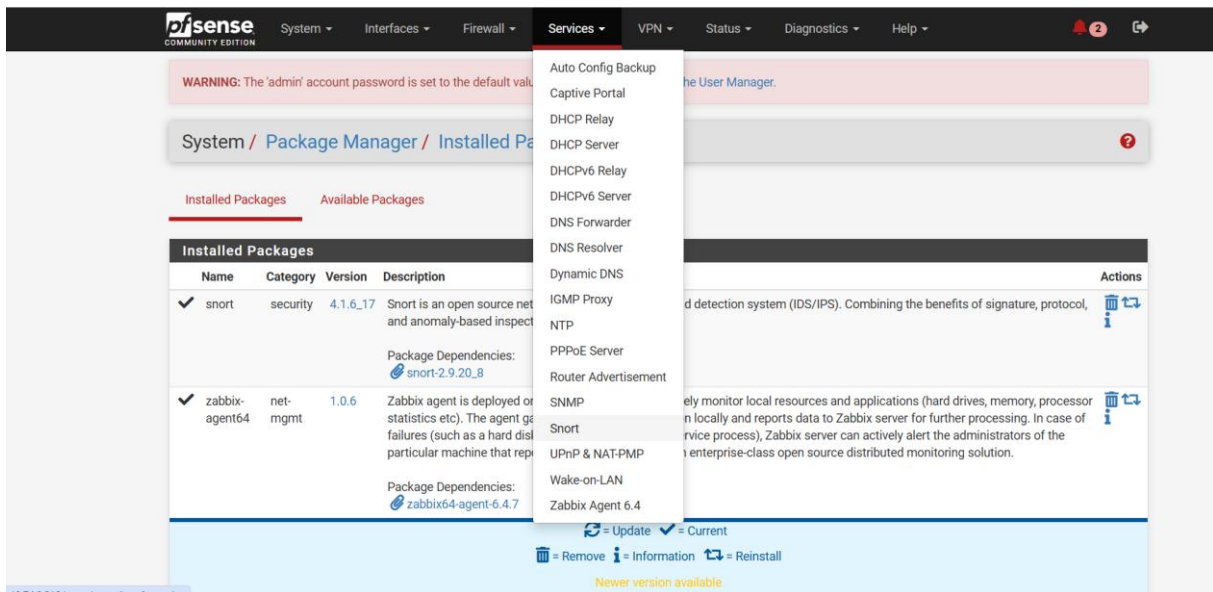 pfsense
COMMUNITY EDITION
System Interfaces Firewall Services VPN Status Diagnostics Help 2
WARNING: The 'admin' account password is set to the default valu he User Manager.
System / Package Manager / Installed Pa
Installed Packages Available Packages
Auto Config Backup
Captive Portal
DHCP Relay
DHCP Server
DHCPv6 Relay
DHCPv6 Server
DNS Forwarder
DNS Resolver
Dynamic DNS
IGMP Proxy
NTP
PPPoE Server
Router Advertisement
SNMP
Snort
UPnP & NAT-PMP
Wake-on-LAN
Zabbix Agent 6.4
Installed Packages
Name Category Version Description Actions
snort security 4.1.6_17 Snort is an open source net d detection system (IDS/IPS). Combining the benefits of signature, protocol,
and anomaly-based inspect
Package Dependencies:
snort-2.9.20_8
zabbix- net- 1.0.6 Zabbix agent is deployed or ely monitor local resources and applications (hard drives, memory, processor
agent64 mgmt statistics etc). The agent ga n locally and reports data to Zabbix server for further processing. In case of
failures (such as a hard disl rvice process), Zabbix server can actively alert the administrators of the
particular machine that rep enterprise-class open source distributed monitoring solution.
Package Dependencies:
zabbix64-agent-6.4.7
= Update = Current
= Remove = Information = Reinstall
Newer version available